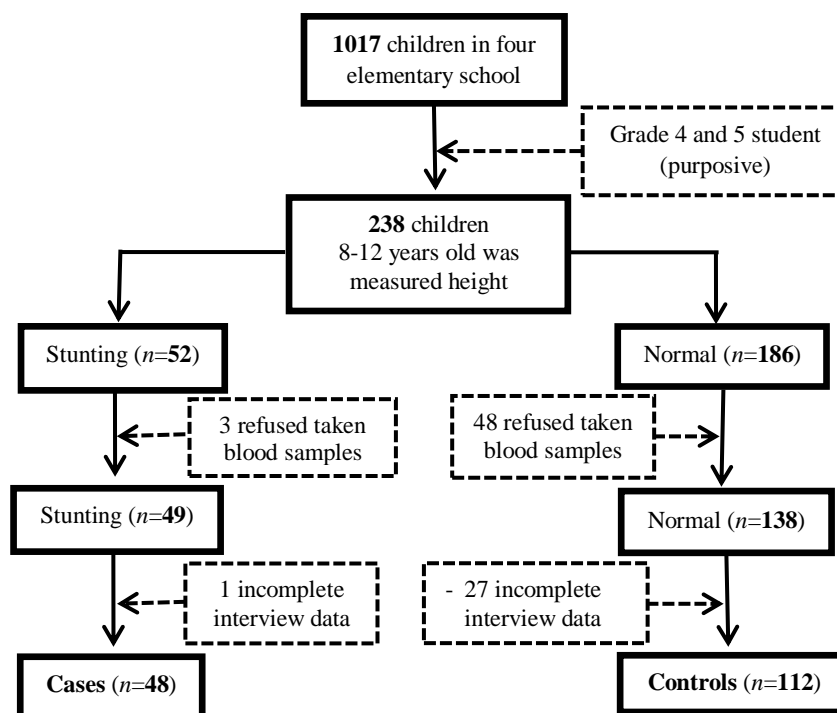 1017 children in four
elementary school
Grade 4 and 5 student
(purposive)
238 children
8-12 years old was
measured height
Stunting (n=52)
Normal (n=186)
3 refused taken
blood samples
48 refused taken
blood samples
Stunting (n=49)
Normal (n=138)
1 incomplete
interview data
- 27 incomplete
interview data
Cases (n=48)
Controls (n=112)